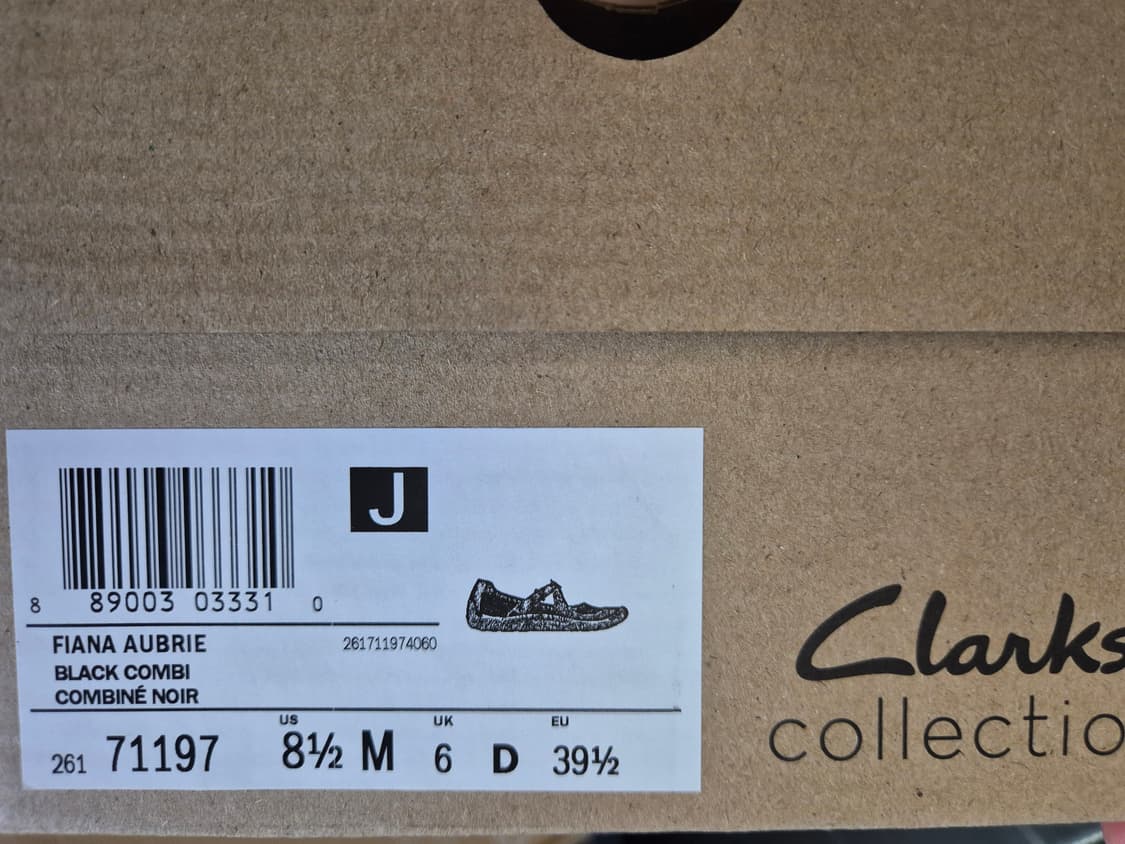 J
8 89003 03331 0
FIANA AUBRIE
261711974060
BLACK COMBI
COMBINÉ NOIR
US UK EU
261 71197 8½ M 6 D 39½
Clarks
collectio